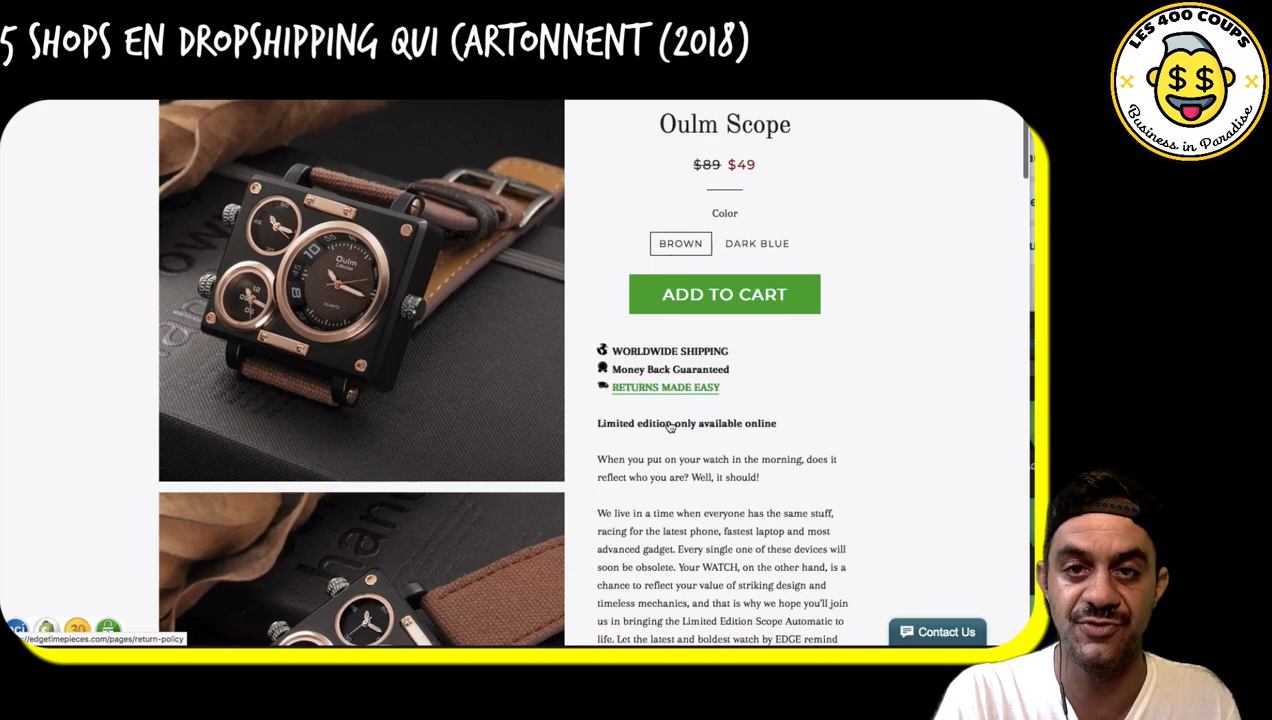 5 SHOPS EN DROPSHIPPING QUI CARTONNENT (2018)
LES 400 COUPS
$ $
Business in Paradise
Oulm Scope
$89 $49
Color
BROWN DARK BLUE
ADD TO CART
WORLDWIDE SHIPPING
Money Back Guaranteed
RETURNS MADE EASY
Limited edition only available online
When you put on your watch in the morning, does it
reflect who you are? Well, it should!
We live in a time when everyone has the same stuff,
racing for the latest phone, fastest laptop and most
advanced gadget. Every single one of these devices will
soon be obsolete. Your WATCH, on the other hand, is a
chance to reflect your value of striking design and
timeless mechanics, and that is why we hope you'll join
us in bringing the Limited Edition Scope Automatic to
life. Let the latest and boldest watch by EDGE remind
Oulm
QUARTZ
10
30
://edgetimepieces.com/pages/return-policy
Contact Us